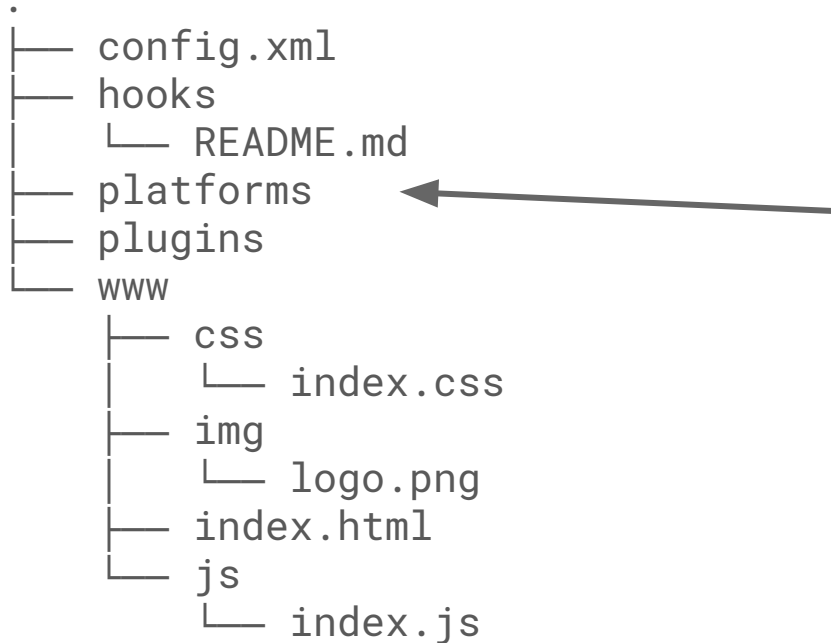 .
├── config.xml
├── hooks
│   └── README.md
├── platforms
├── plugins
└── www
    ├── css
    │   └── index.css
    ├── img
    │   └── logo.png
    ├── index.html
    └── js
        └── index.js